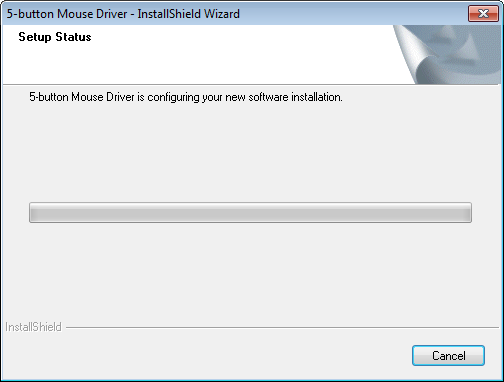 5-button Mouse Driver - InstallShield Wizard
Setup Status
5-button Mouse Driver is configuring your new software installation.
InstallShield
Cancel